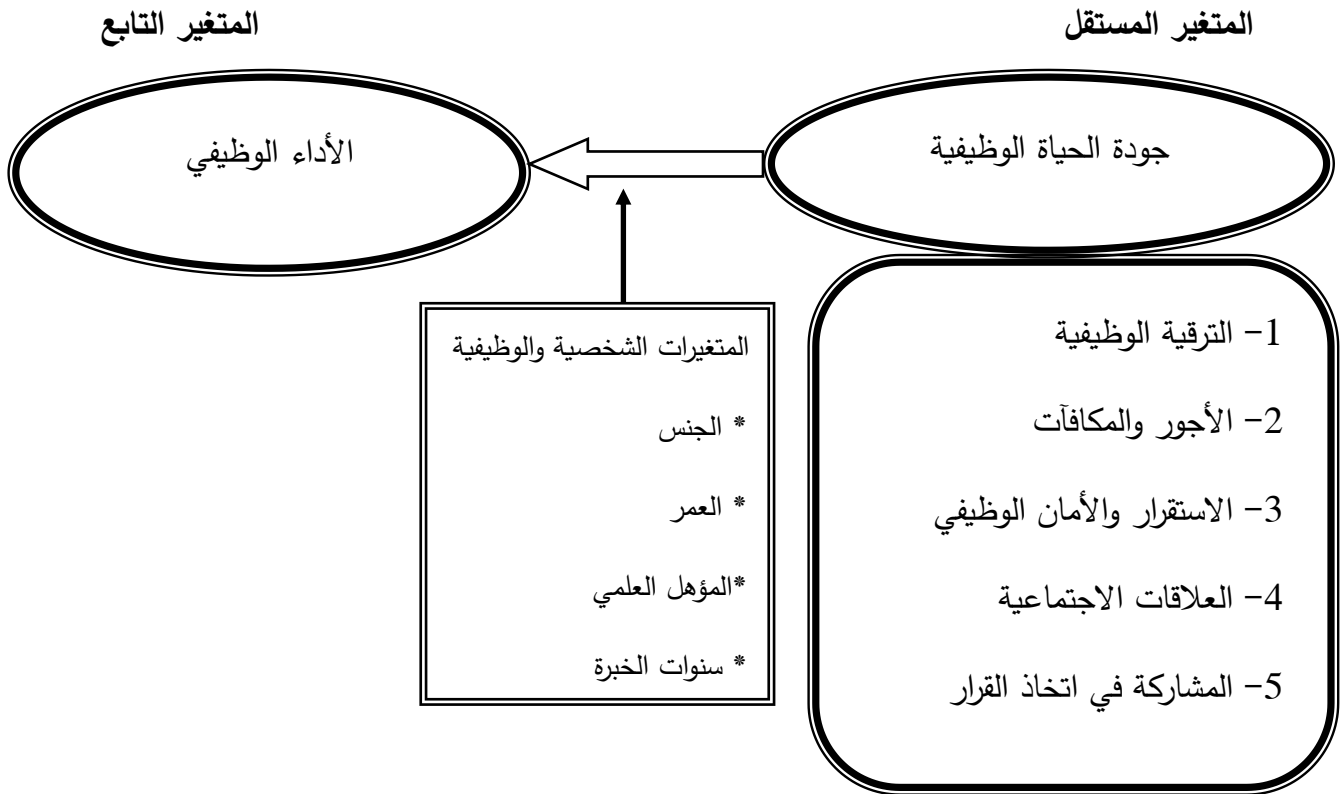 المتغير المستقل
المتغير التابع
جودة الحياة الوظيفية
الأداء الوظيفي
1- الترقية الوظيفية
2- الأجور والمكافآت
3- الاستقرار والأمان الوظيفي
4- العلاقات الاجتماعية
5- المشاركة في اتخاذ القرار
المتغيرات الشخصية والوظيفية
* الجنس
* العمر
*المؤهل العلمي
* سنوات الخبرة